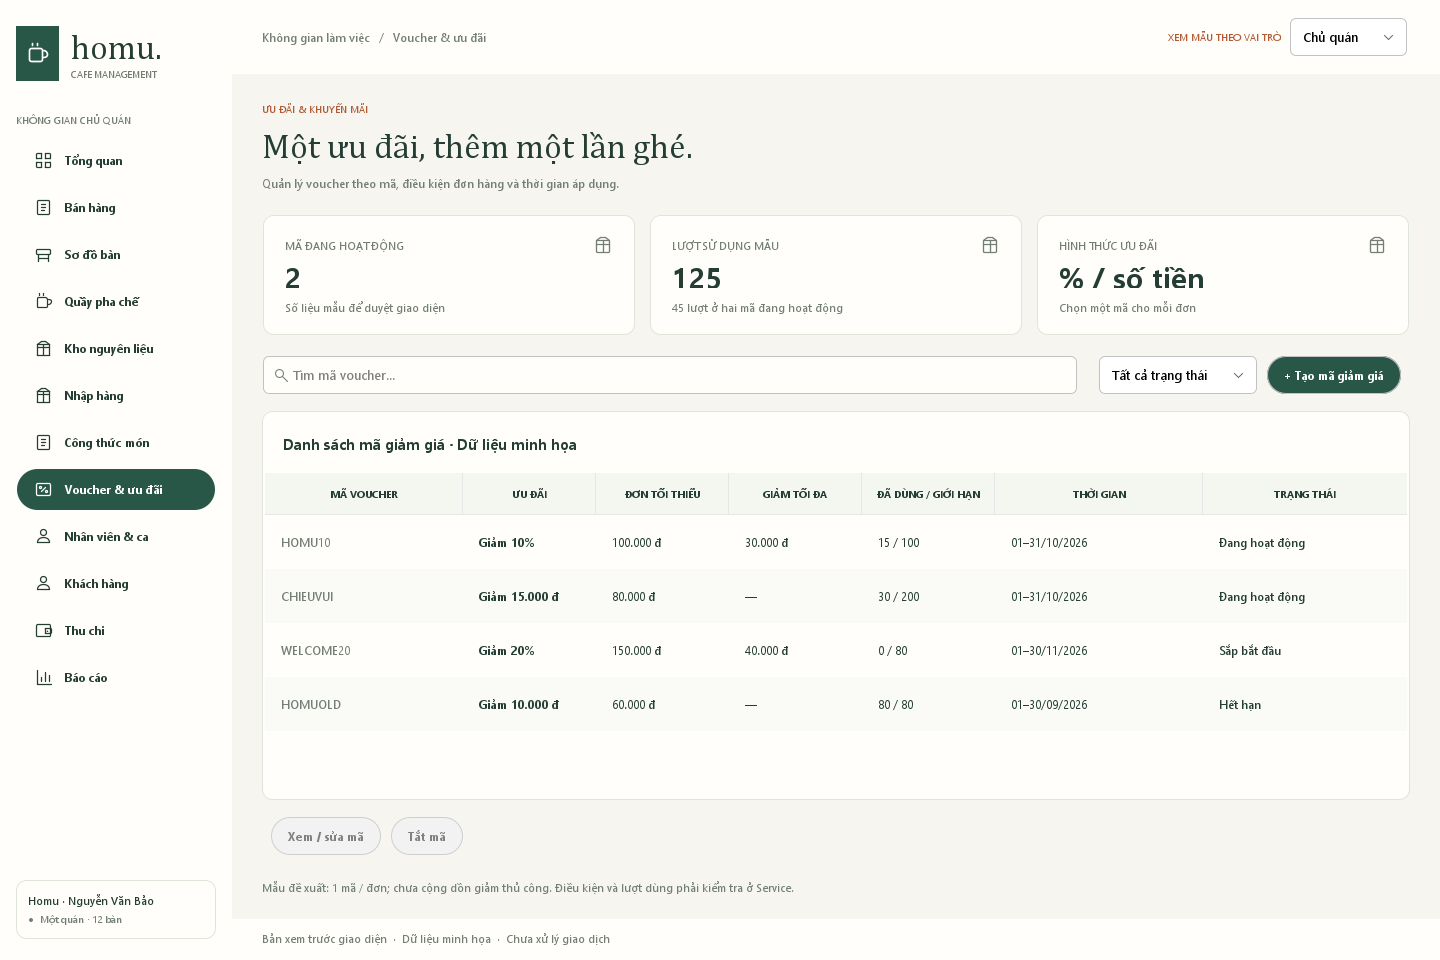 homu.
CAFE MANAGEMENT
KHÔNG GIAN CHỦ QUÁN
Tổng quan
Bán hàng
Sơ đồ bàn
Quầy pha chế
Kho nguyên liệu
Nhập hàng
Công thức món
Voucher & ưu đãi
Nhân viên & ca
Khách hàng
Thu chi
Báo cáo
Homu · Nguyễn Văn Bảo
• Một quán · 12 bàn
Không gian làm việc / Voucher & ưu đãi
XEM MẪU THEO VAI TRÒ
Chủ quán
ƯU ĐÃI & KHUYẾN MÃI
Một ưu đãi, thêm một lần ghé.
Quản lý voucher theo mã, điều kiện đơn hàng và thời gian áp dụng.
MÃ ĐANG HOẠT ĐỘNG
2
Số liệu mẫu để duyệt giao diện
LƯỢT SỬ DỤNG MẪU
125
45 lượt ở hai mã đang hoạt động
HÌNH THỨC ƯU ĐÃI
% / số tiền
Chọn một mã cho mỗi đơn
Tìm mã voucher...
Tất cả trạng thái
+ Tạo mã giảm giá
Danh sách mã giảm giá · Dữ liệu minh họa
MÃ VOUCHER ƯU ĐÃI ĐƠN TỐI THIỂU GIẢM TỐI ĐA ĐÃ DÙNG / GIỚI HẠN THỜI GIAN TRẠNG THÁI
HOMU10 Giảm 10% 100.000 đ 30.000 đ 15 / 100 01–31/10/2026 Đang hoạt động
CHIEUVUI Giảm 15.000 đ 80.000 đ — 30 / 200 01–31/10/2026 Đang hoạt động
WELCOME20 Giảm 20% 150.000 đ 40.000 đ 0 / 80 01–30/11/2026 Sắp bắt đầu
HOMUOLD Giảm 10.000 đ 60.000 đ — 80 / 80 01–30/09/2026 Hết hạn
Xem / sửa mã
Tắt mã
Mẫu đề xuất: 1 mã / đơn; chưa cộng dồn giảm thủ công. Điều kiện và lượt dùng phải kiểm tra ở Service.
Bản xem trước giao diện · Dữ liệu minh họa · Chưa xử lý giao dịch